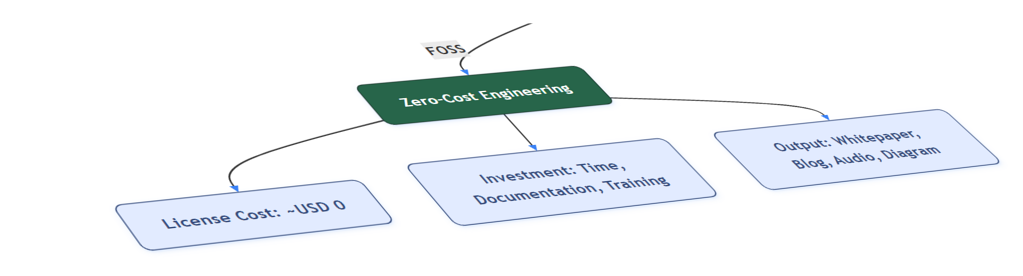 FOSS
Zero-Cost Engineering
License Cost: ~USD 0
Investment: Time,
Documentation, Training
Output: Whitepaper,
Blog, Audio, Diagram